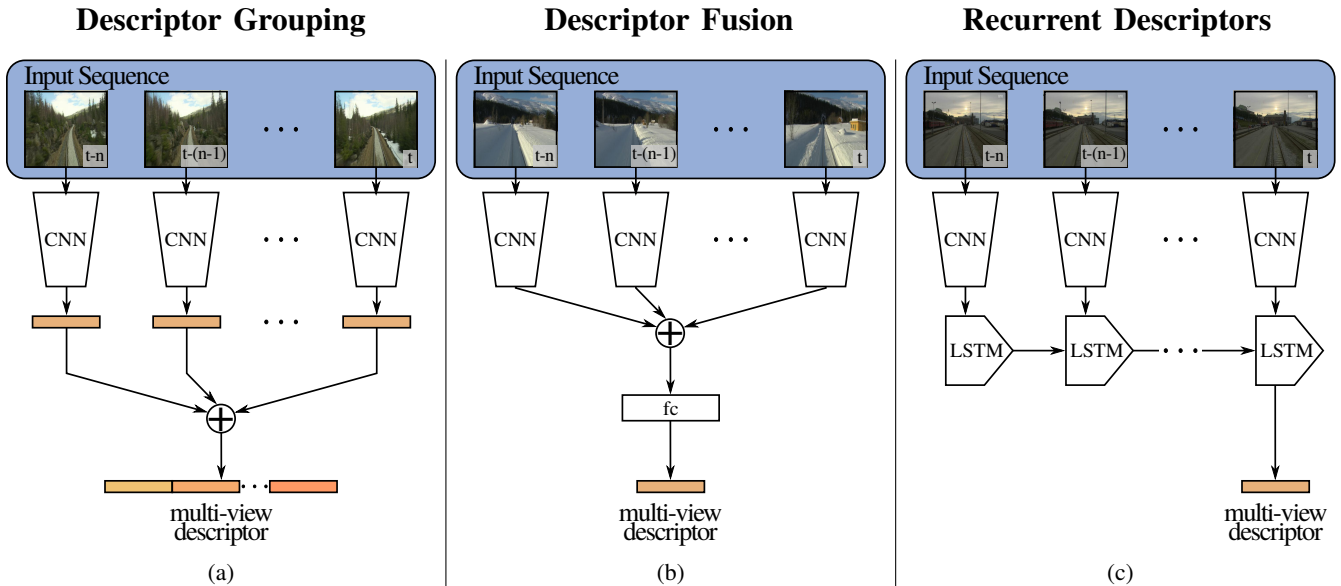 Descriptor Grouping
Input Sequence
t-n
t-(n-1)
. . .
t
CNN
CNN
. . .
CNN
. . .
. . .
multi-view
descriptor
(a)
Descriptor Fusion
Input Sequence
t-n
t-(n-1)
. . .
t
CNN
CNN
. . .
CNN
fc
multi-view
descriptor
(b)
Recurrent Descriptors
Input Sequence
t-n
t-(n-1)
. . .
t
CNN
CNN
. . .
CNN
LSTM
LSTM
. . .
LSTM
multi-view
descriptor
(c)